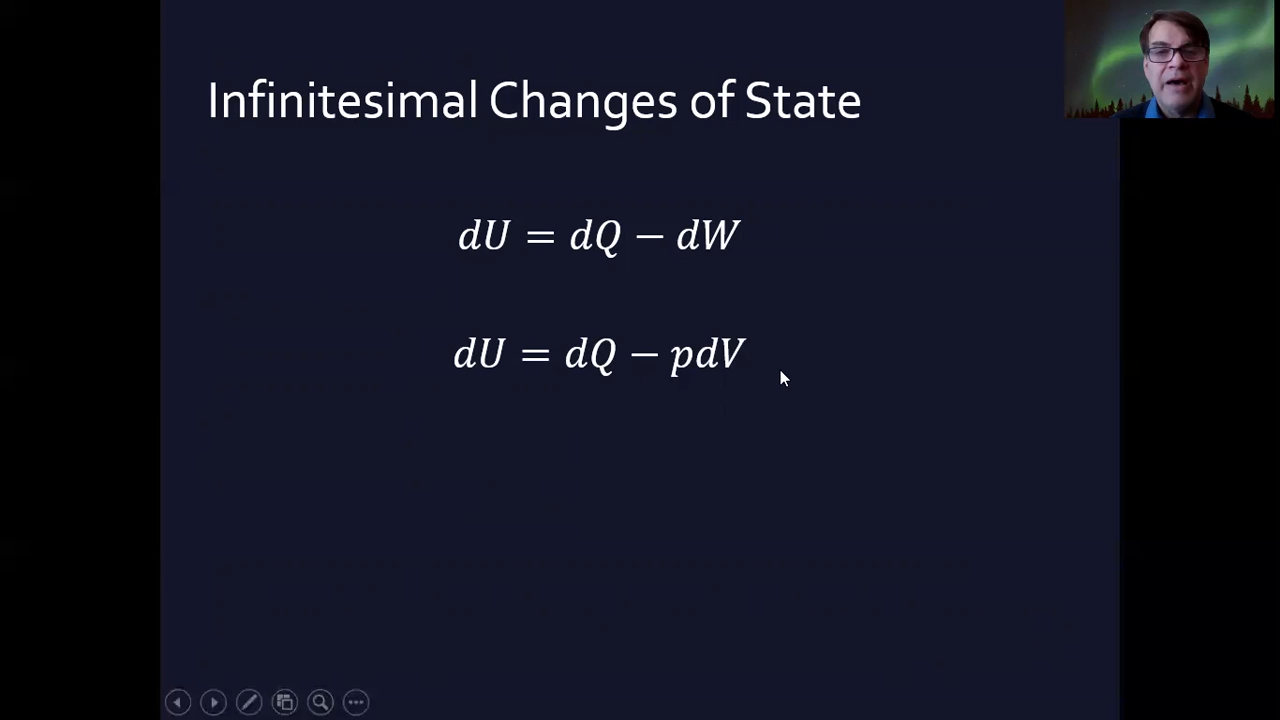 Infinitesimal Changes of State
dU = dQ − dW
dU = dQ − pdV